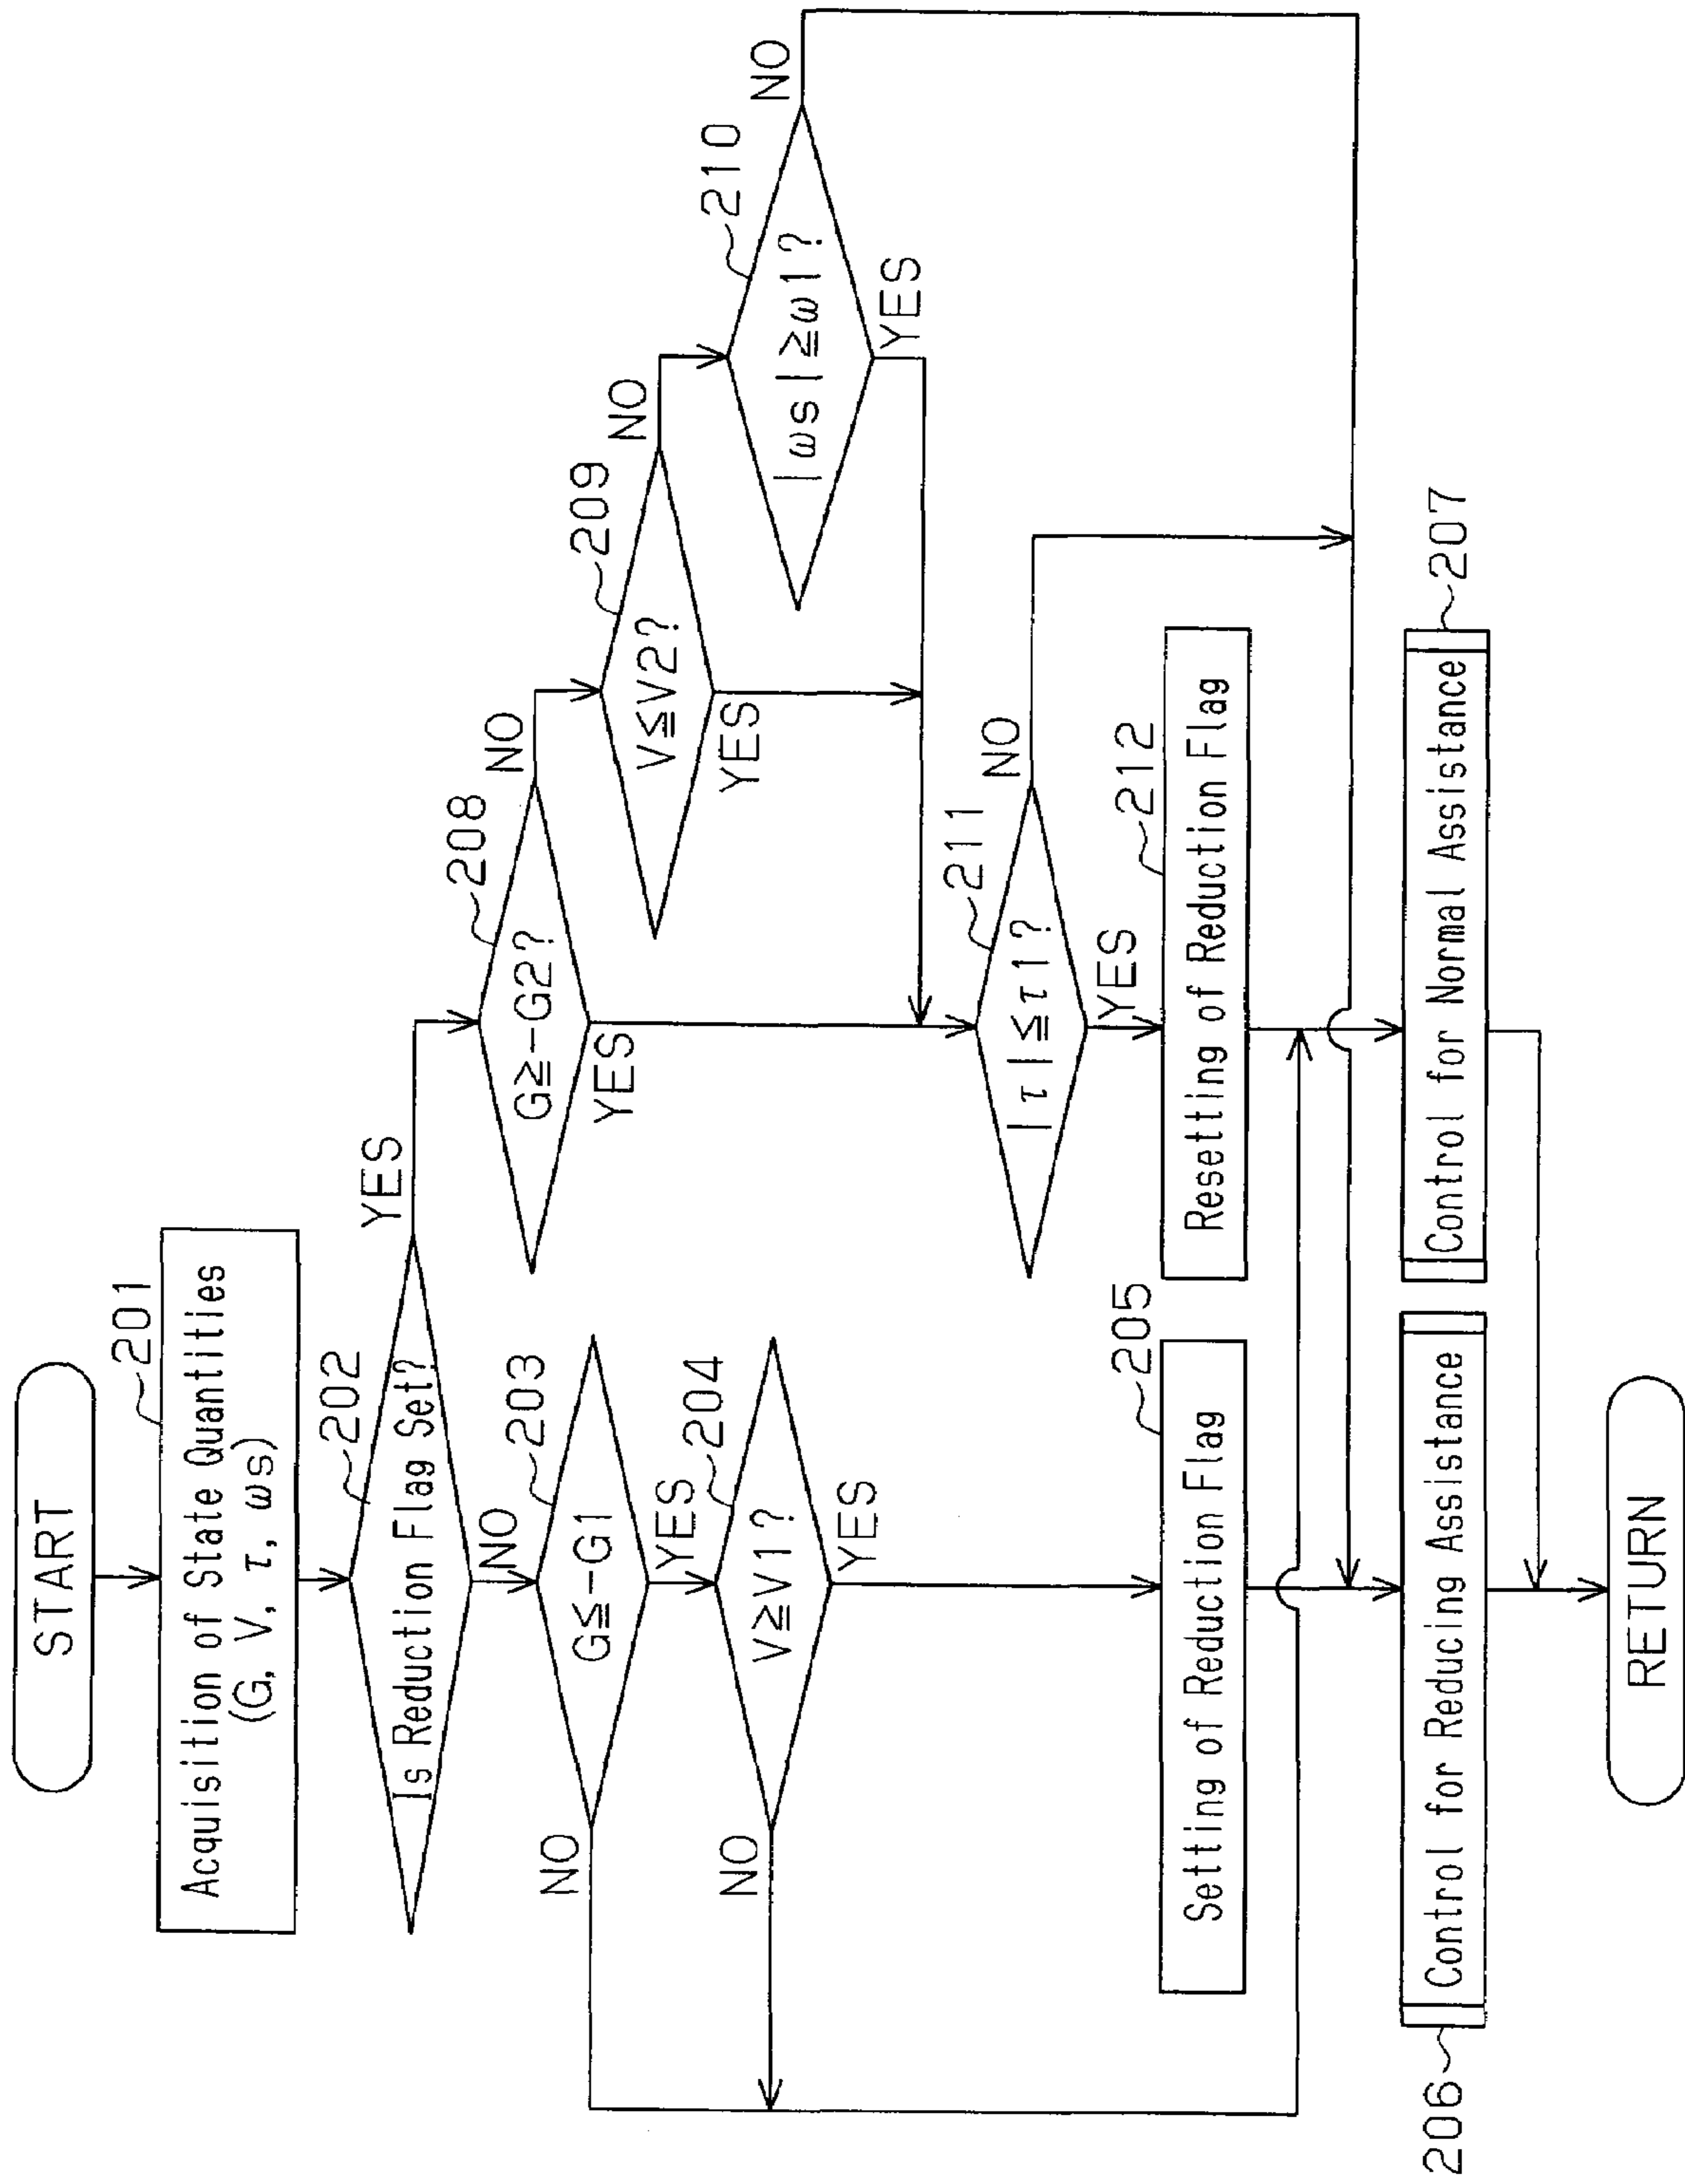 START
201
Acquisition of State Quantities
(G, V, τ, ωs)
202
Is Reduction Flag Set?
YES
NO
203
G≦-G1
NO
YES
204
V≧V1?
NO
YES
208
G≧-G2?
NO
YES
209
V≦V2?
NO
YES
210
|ωs|≧ω1?
NO
YES
211
|τ|≦τ1?
NO
YES
205
Setting of Reduction Flag
212
Resetting of Reduction Flag
206
Control for Reducing Assistance
207
Control for Normal Assistance
RETURN